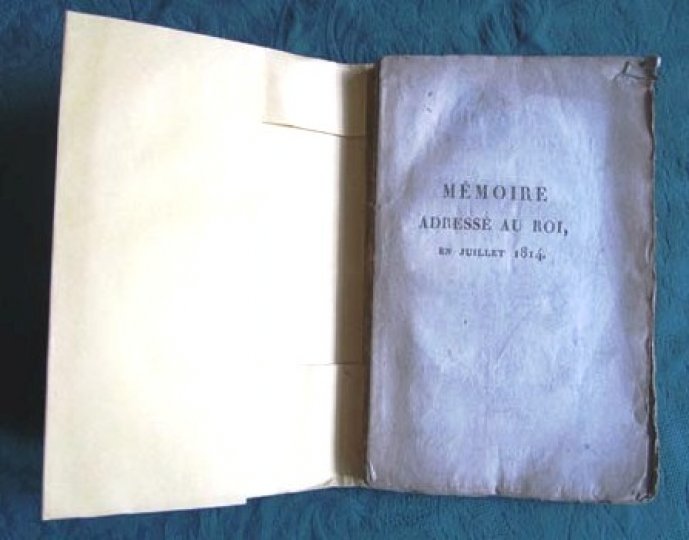 MÉMOIRE
ADRESSÉ AU ROI,
EN JUILLET 1814.